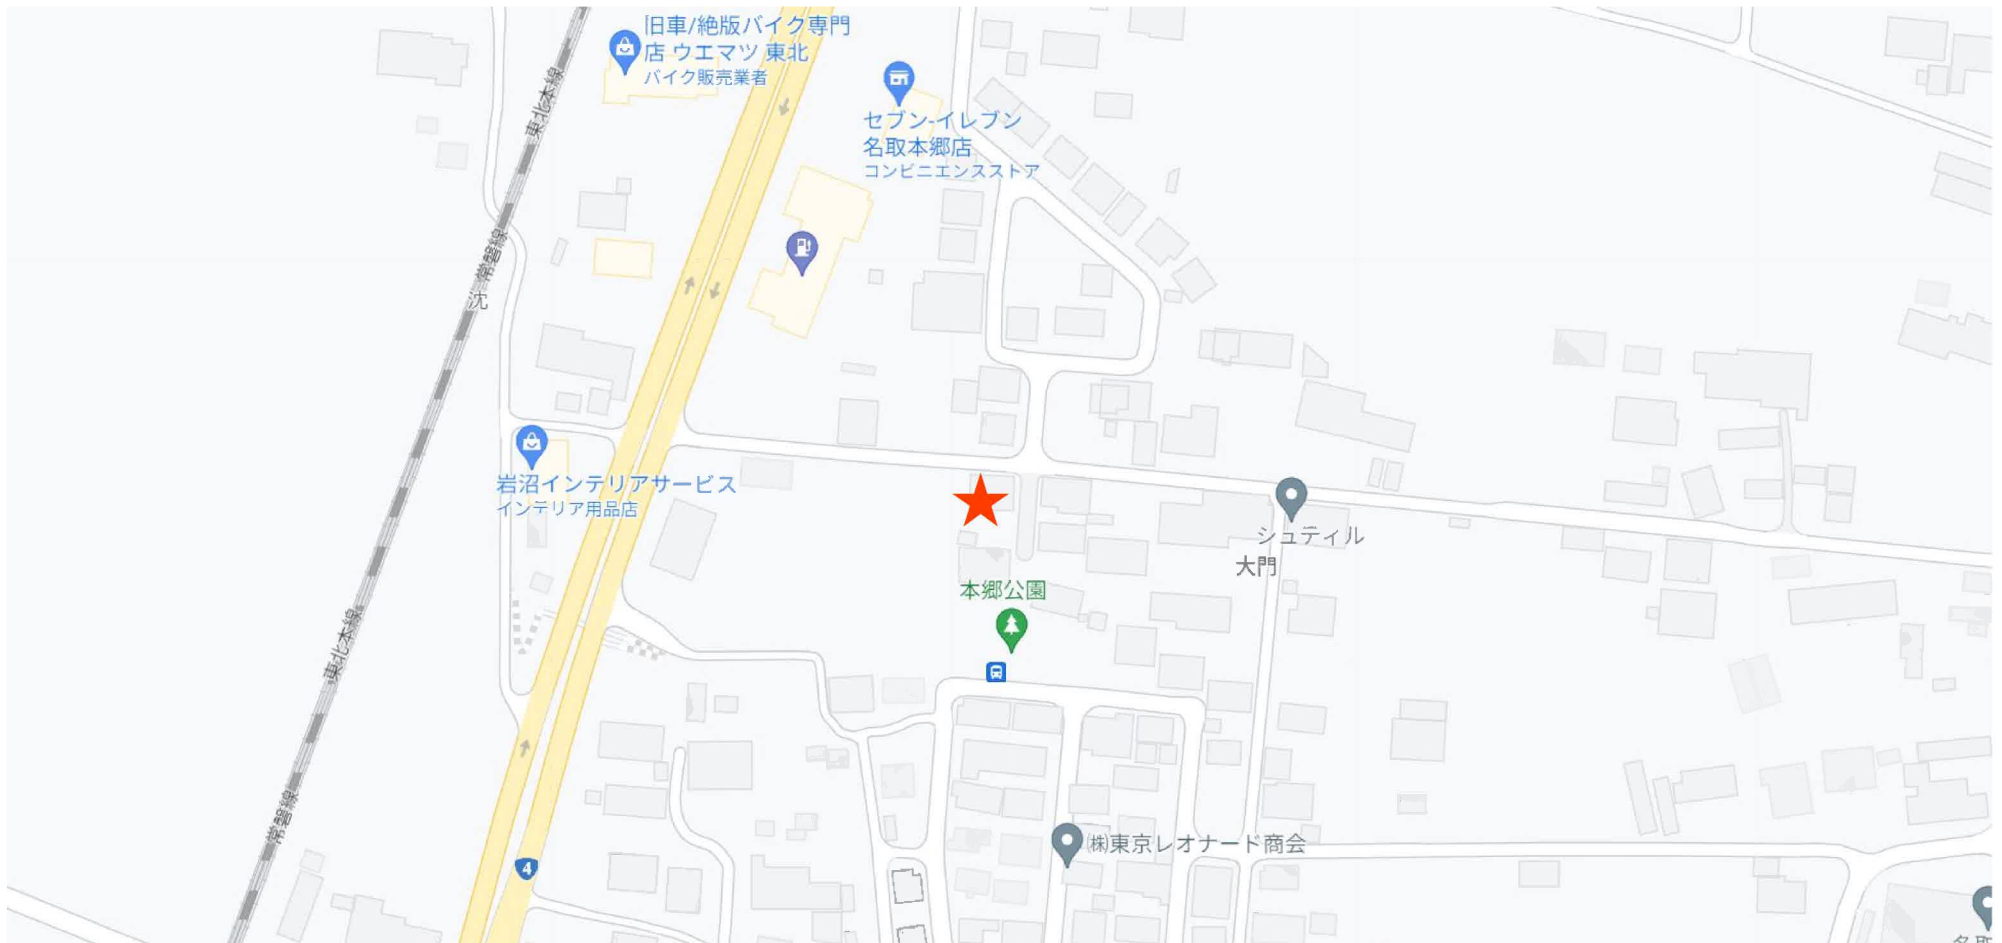 旧車/絶版バイク専門
店 ウエマツ 東北
バイク販売業者
セブン-イレブン
名取本郷店
コンビニエンスストア
東北本線
常磐線
沈
岩沼インテリアサービス
インテリア用品店
シュティル
大門
本郷公園
東北本線
常磐線
4
㈱東京レオナード商会
名取